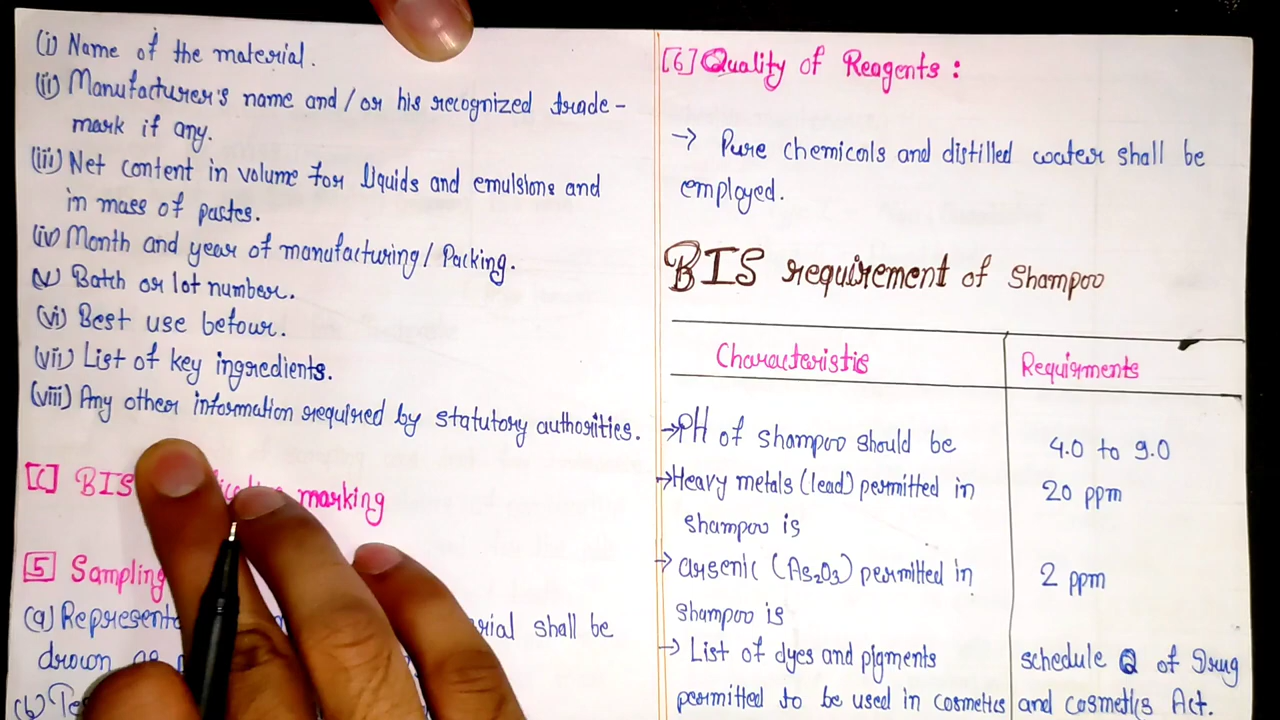 (i) Name of the material.
(ii) Manufacturer's name and/or his recognized trade-
mark if any.
(iii) Net content in volume for liquids and emulsions and
in mass of pastes.
(iv) Month and year of manufacturing/Packing.
(v) Batch or lot number.
(vi) Best use befour.
(vii) List of key ingredients.
(viii) Any other information required by statutory authorities.
[C] BIS marking
[5] Sampling
(a) shall be
drawn
(b)
[6] Quality of Reagents :
→ Pure chemicals and distilled water shall be
employed.
BIS requirement of Shampoo
Characteristic Requirments
→ PH of shampoo should be 4.0 to 9.0
→ Heavy metals (lead) permitted in 20 ppm
shampoo is
→ arsenic (As₂O₃) permitted in 2 ppm
shampoo is
→ List of dyes and pigments schedule Q of Drug
permitted to be used in cosmetics and cosmetics Act.